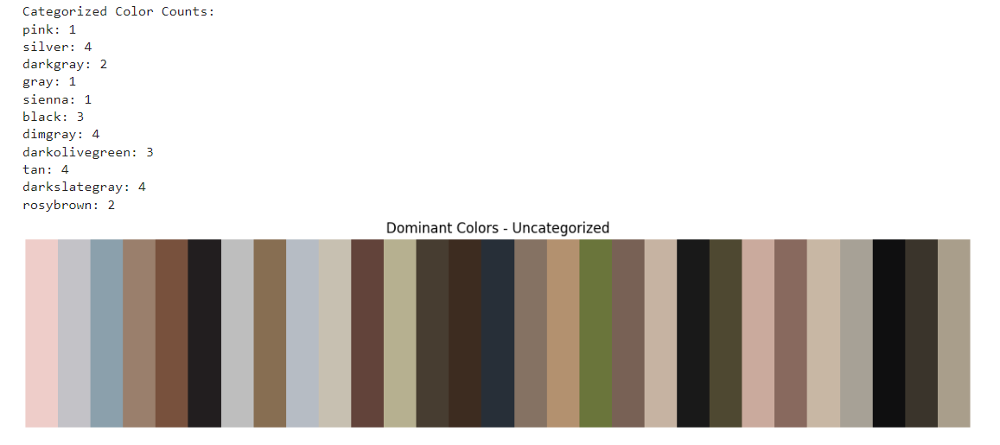 Categorized Color Counts:
pink: 1
silver: 4
darkgray: 2
gray: 1
sienna: 1
black: 3
dimgray: 4
darkolivegreen: 3
tan: 4
darkslategray: 4
rosybrown: 2
Dominant Colors - Uncategorized